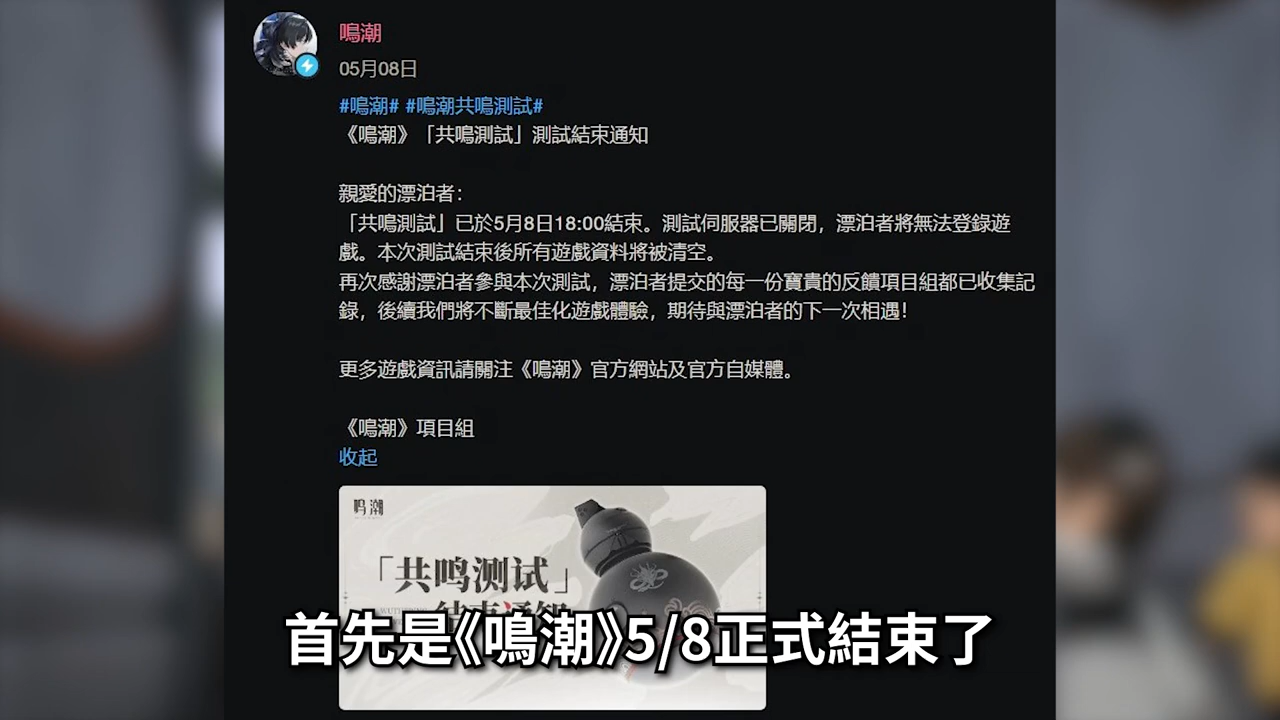 鳴潮
05月08日
#鳴潮# #鳴潮共鳴測試#
《鳴潮》「共鳴測試」測試結束通知
親愛的漂泊者：
「共鳴測試」已於5月8日18:00結束。測試伺服器已關閉，漂泊者將無法登錄遊
戲。本次測試結束後所有遊戲資料將被清空。
再次感謝漂泊者參與本次測試，漂泊者提交的每一份寶貴的反饋項目組都已收集記
錄，後續我們將不斷最佳化遊戲體驗，期待與漂泊者的下一次相遇！
更多遊戲資訊請關注《鳴潮》官方網站及官方自媒體。
《鳴潮》項目組
收起
鸣潮
「共鸣测试」
结束通知
首先是《鳴潮》5/8正式結束了